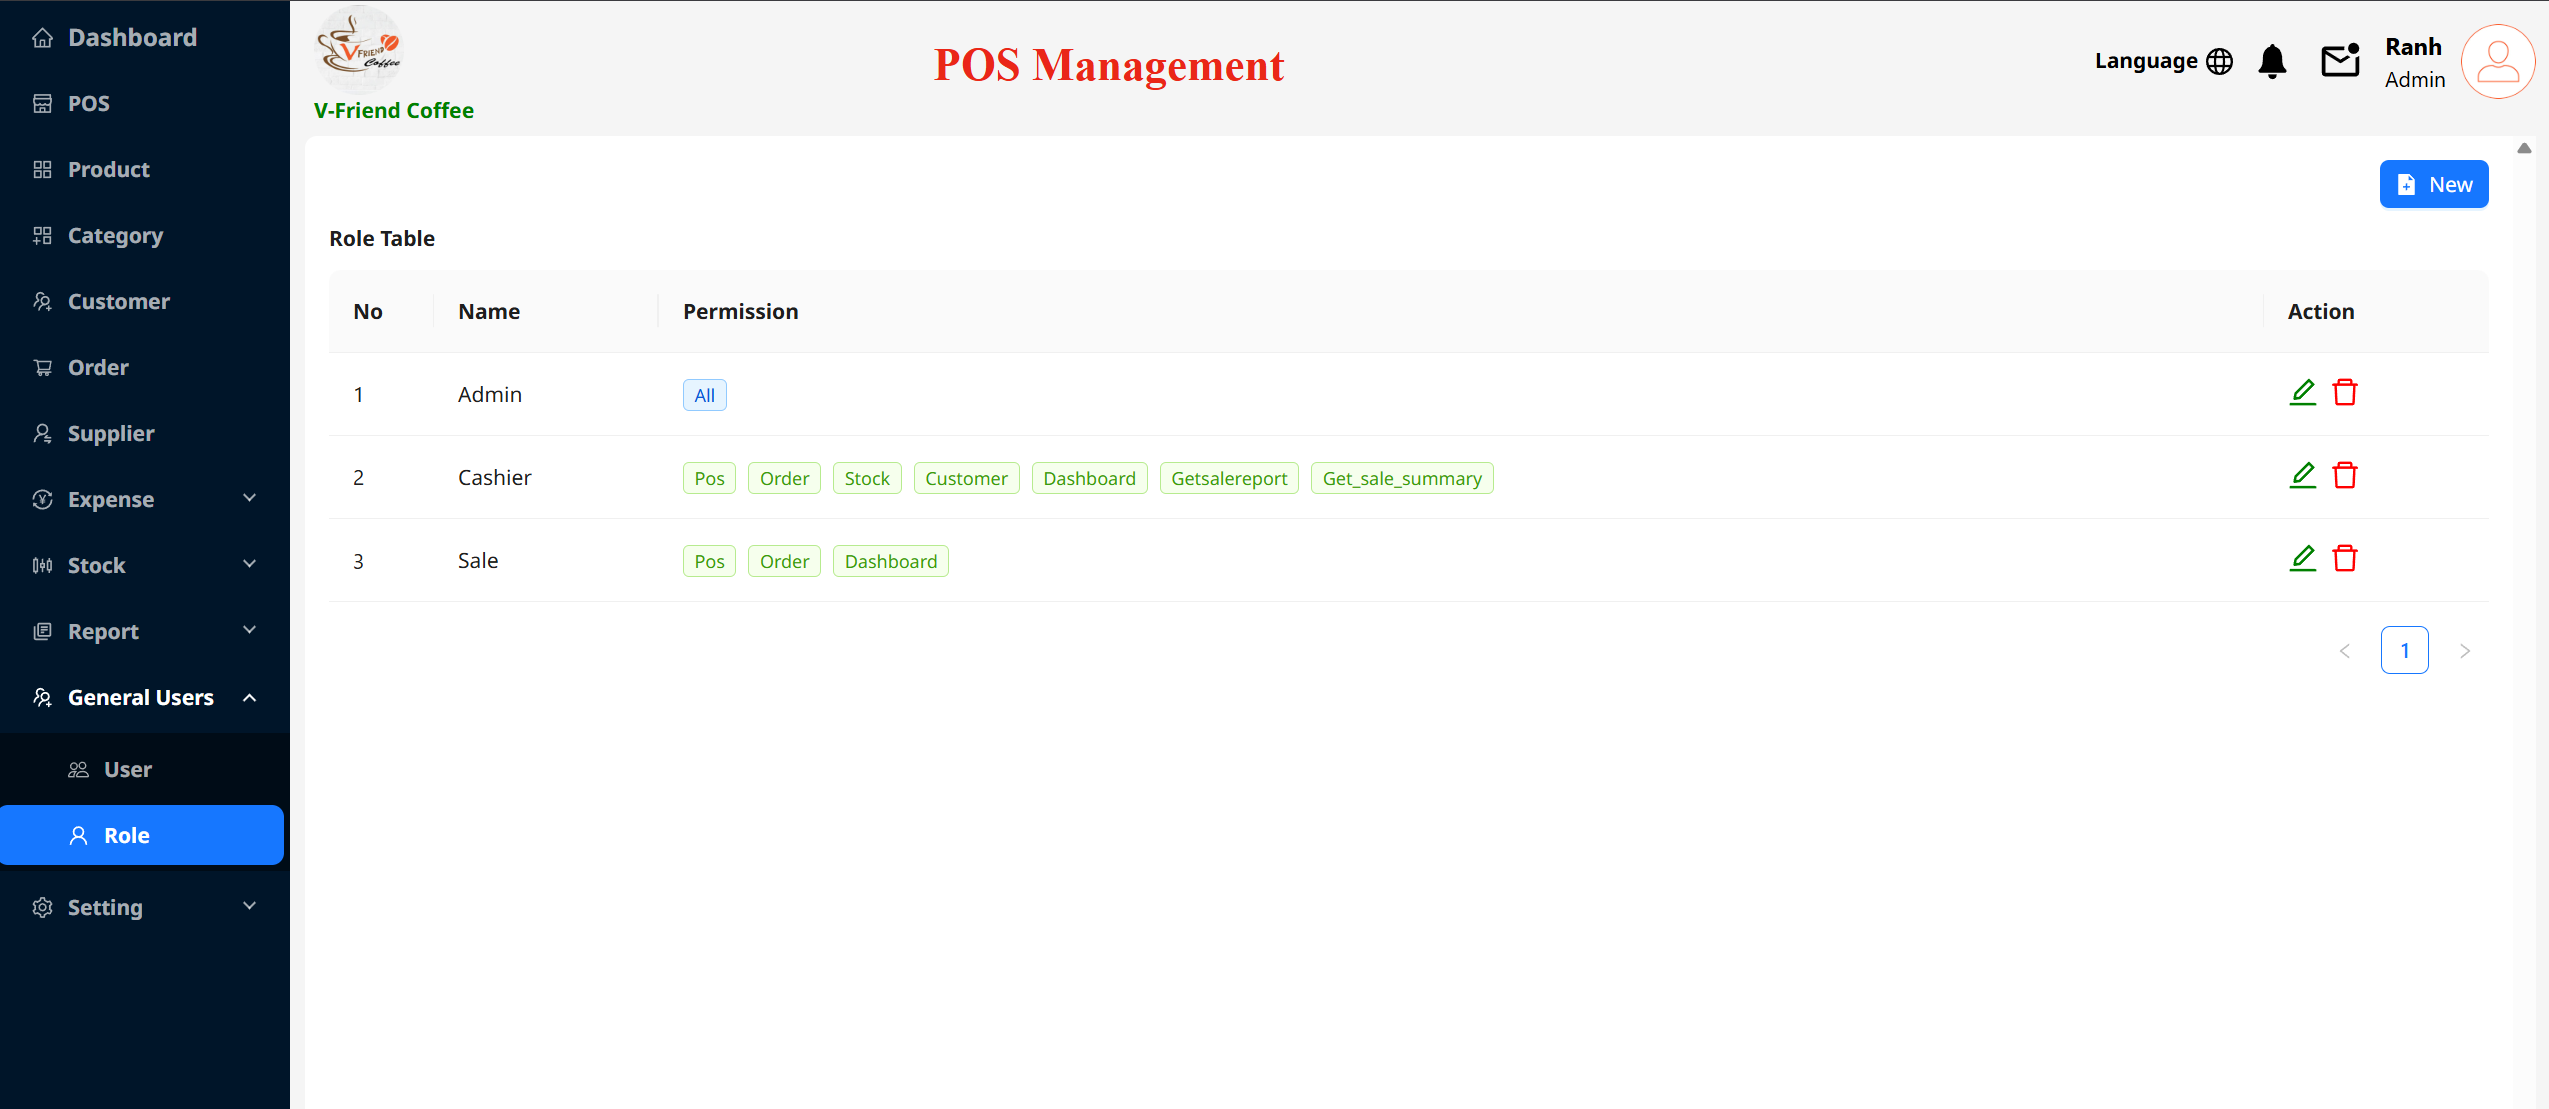 Dashboard
POS
Product
Category
Customer
Order
Supplier
Expense
Stock
Report
General Users
User
Role
Setting
V FRIEND
Coffee
V-Friend Coffee
POS Management
Language
Ranh
Admin
New
Role Table
No Name Permission Action
1 Admin All
2 Cashier Pos Order Stock Customer Dashboard Getsalereport Get_sale_summary
3 Sale Pos Order Dashboard
1